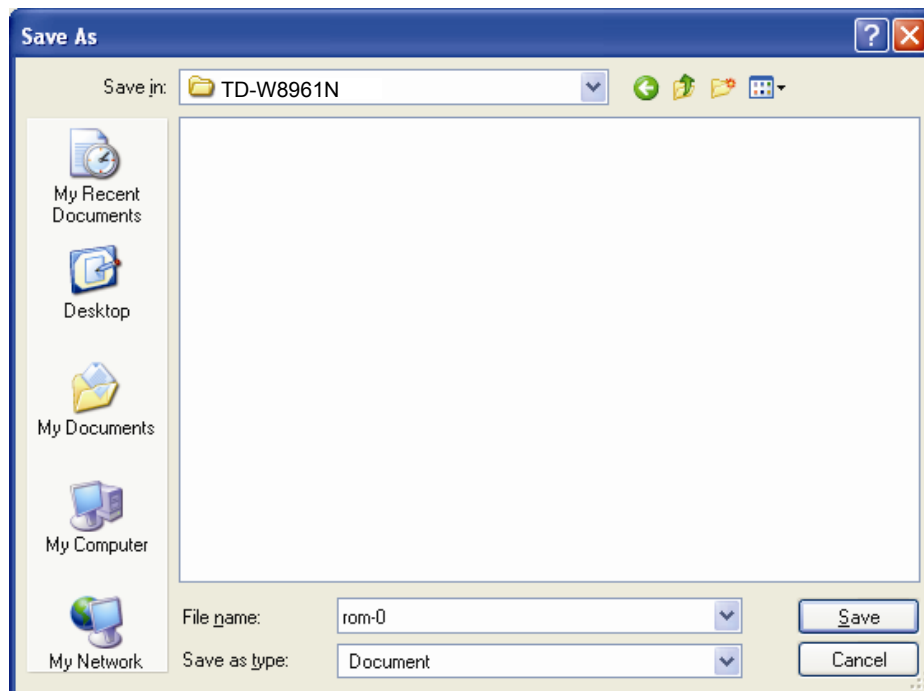 Save As
Save in: TD-W8961N
My Recent
Documents
Desktop
My Documents
My Computer
My Network
File name: rom-0 Save
Save as type: Document Cancel